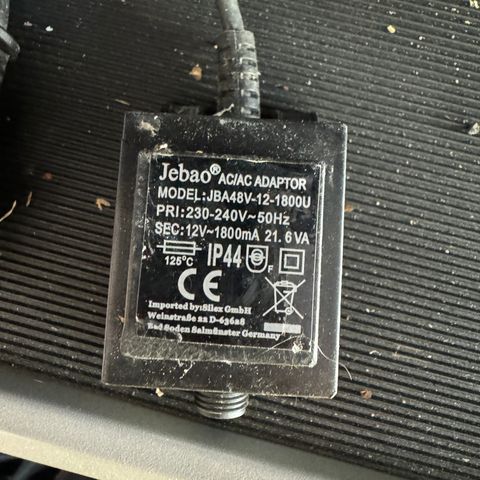 Jebao® AC/AC ADAPTOR
MODEL:JBA48V-12-1800U
PRI:230-240V~50Hz
SEC:12V~1800mA 21.6VA
125°C IP44 F
CE
Imported by:Silex GmbH
Weinstraße 22 D-63628
Bad Soden Salmünster Germany